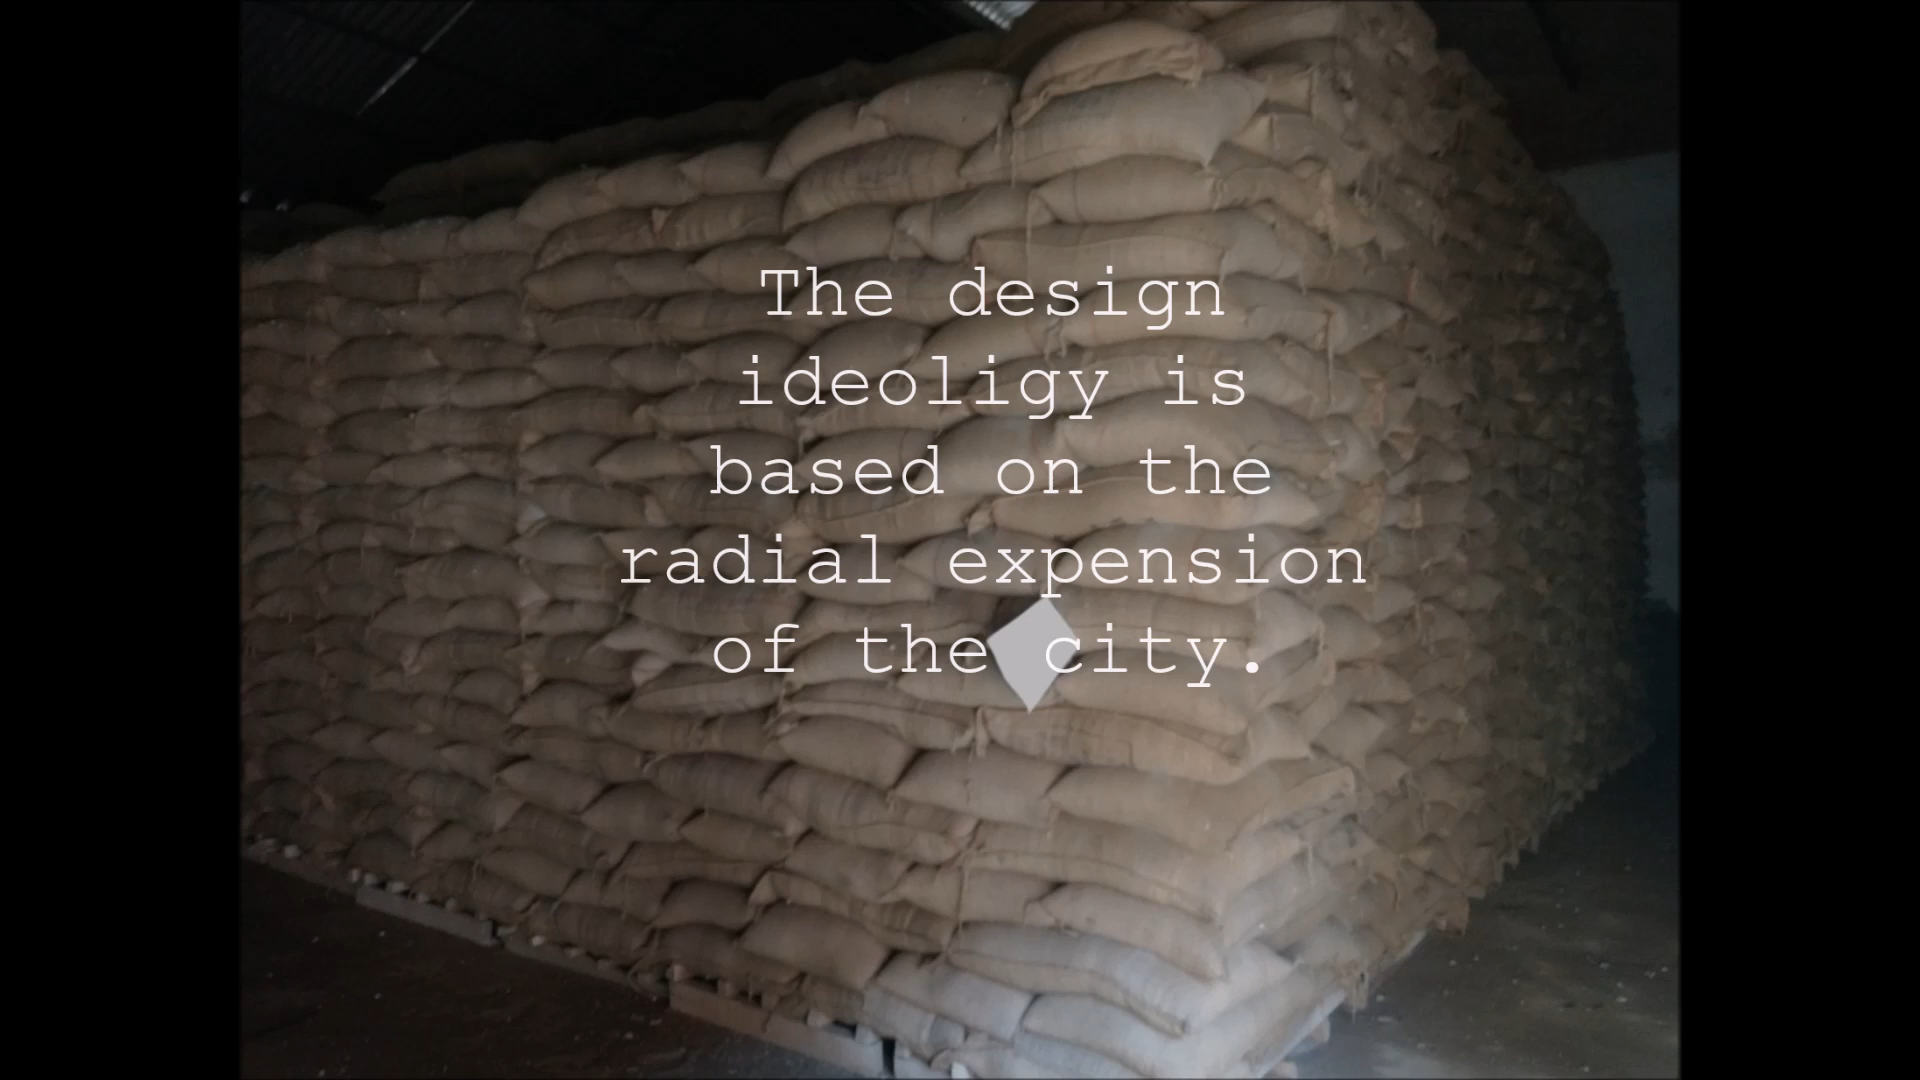 The design
ideoligy is
based on the
radial expension
of the city.